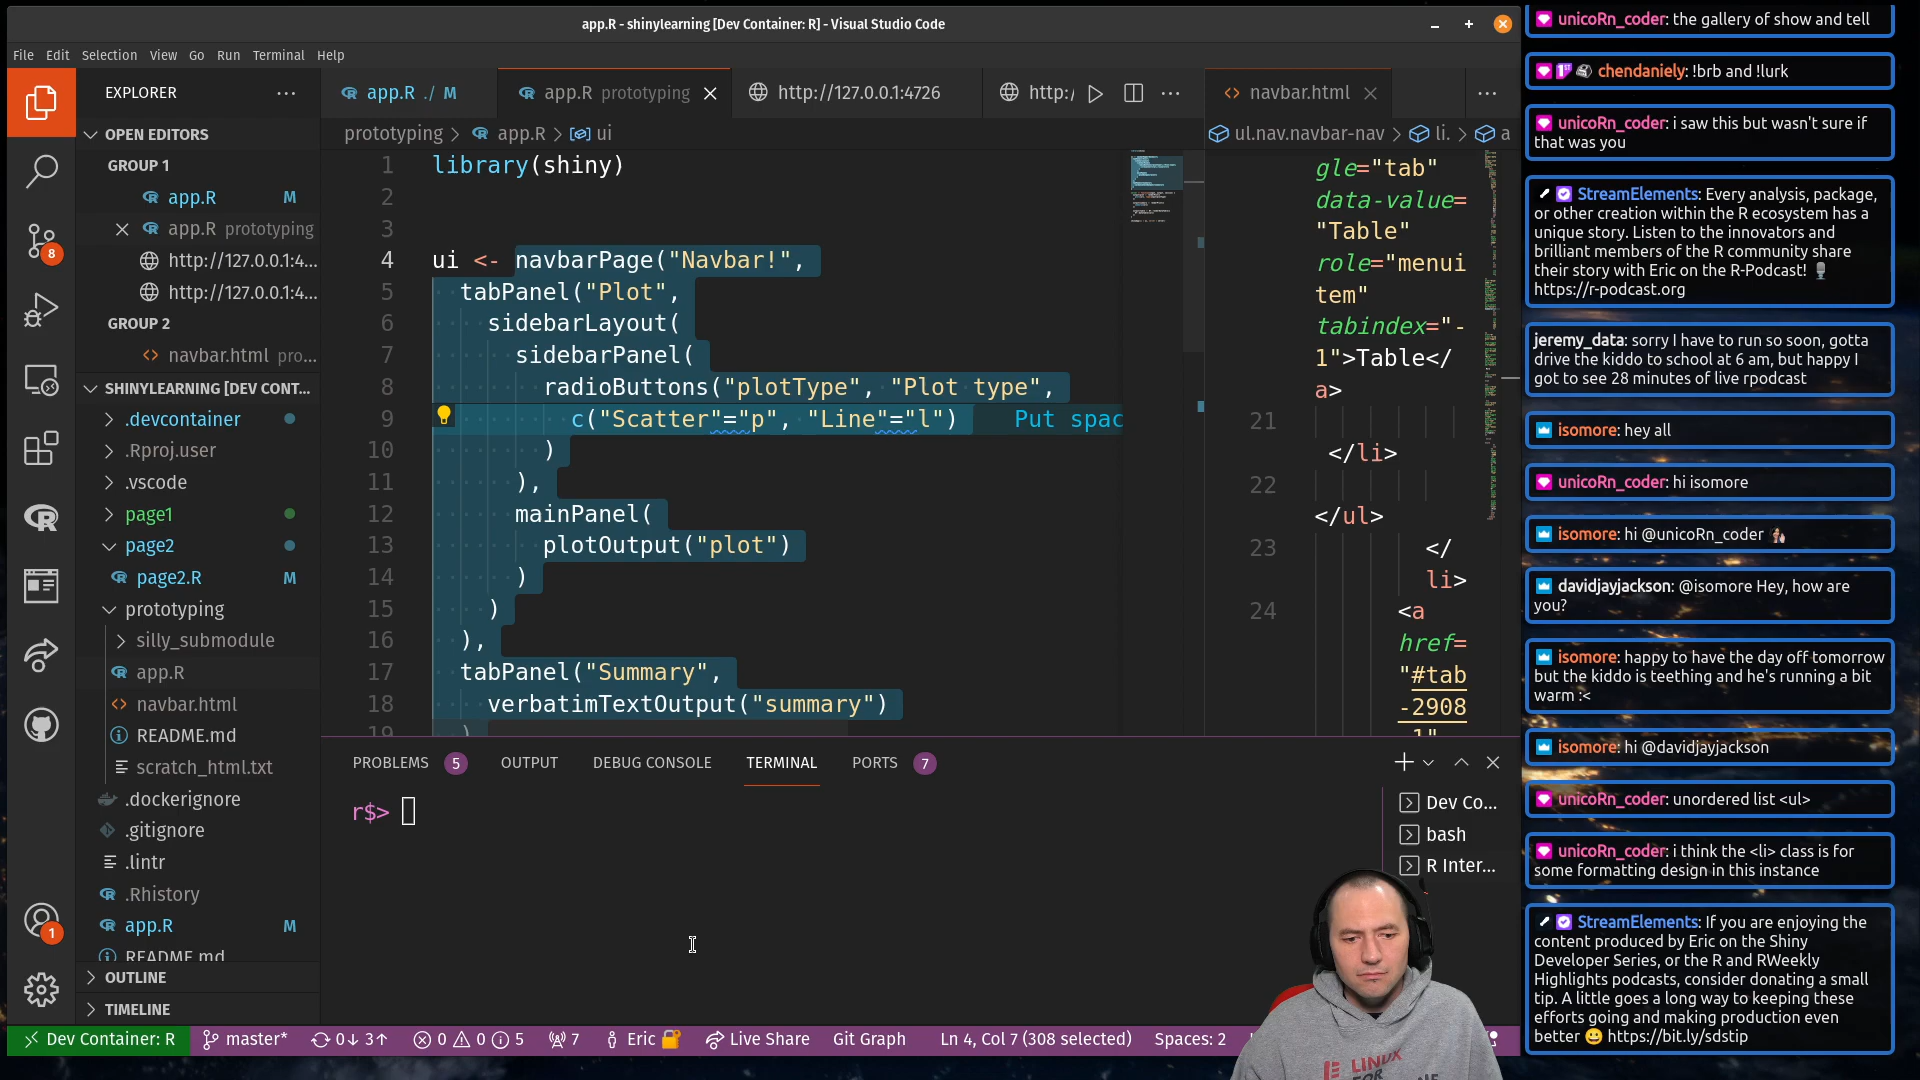 app.R - shinylearning [Dev Container: R] - Visual Studio Code
File Edit Selection View Go Run Terminal Help
EXPLORER
OPEN EDITORS
GROUP 1
app.R M
app.R prototyping
http://127.0.0.1:4...
http://127.0.0.1:4...
GROUP 2
navbar.html pro...
SHINYLEARNING [DEV CONT...
.devcontainer
.Rproj.user
.vscode
page1
page2
page2.R M
prototyping
silly_submodule
app.R
navbar.html
README.md
scratch_html.txt
.dockerignore
.gitignore
.lintr
.Rhistory
app.R M
README.md
OUTLINE
TIMELINE
8
1
app.R ./ M
app.R prototyping
http://127.0.0.1:4726
http:/
prototyping > app.R > ui
1 library(shiny)
2
3
4 ui <- navbarPage("Navbar!",
5 tabPanel("Plot",
6 sidebarLayout(
7 sidebarPanel(
8 radioButtons("plotType", "Plot type",
9 c("Scatter"="p", "Line"="l") Put spac
10 )
11 ),
12 mainPanel(
13 plotOutput("plot")
14 )
15 )
16 ),
17 tabPanel("Summary",
18 verbatimTextOutput("summary")
19 )
navbar.html
ul.nav.navbar-nav > li. > a
gle="tab"
data-value=
"Table"
role="menui
tem"
tabindex="-
1">Table</
a>
21
</li>
22
</ul>
23 </
li>
24 <a
href=
"#tab
-2908
-1"
PROBLEMS 5 OUTPUT DEBUG CONSOLE TERMINAL PORTS 7
r$>
Dev Co...
bash
R Inter...
Dev Container: R master* 0↓ 3↑ 0 0 5 7 Eric Live Share Git Graph Ln 4, Col 7 (308 selected) Spaces: 2
LINUX
FOR
unicoRn_coder: the gallery of show and tell
chendaniely: !brb and !lurk
unicoRn_coder: i saw this but wasn't sure if
that was you
StreamElements: Every analysis, package,
or other creation within the R ecosystem has a
unique story. Listen to the innovators and
brilliant members of the R community share
their story with Eric on the R-Podcast! 🎙️
https://r-podcast.org
jeremy_data: sorry I have to run so soon, gotta
drive the kiddo to school at 6 am, but happy I
got to see 28 minutes of live rpodcast
isomore: hey all
unicoRn_coder: hi isomore
isomore: hi @unicoRn_coder
davidjayjackson: @isomore Hey, how are
you?
isomore: happy to have the day off tomorrow
but the kiddo is teething and he's running a bit
warm :<
isomore: hi @davidjayjackson
unicoRn_coder: unordered list <ul>
unicoRn_coder: i think the <li> class is for
some formatting design in this instance
StreamElements: If you are enjoying the
content produced by Eric on the Shiny
Developer Series, or the R and RWeekly
Highlights podcasts, consider donating a small
tip. A little goes a long way to keeping these
efforts going and making production even
better 😀 https://bit.ly/sdstip